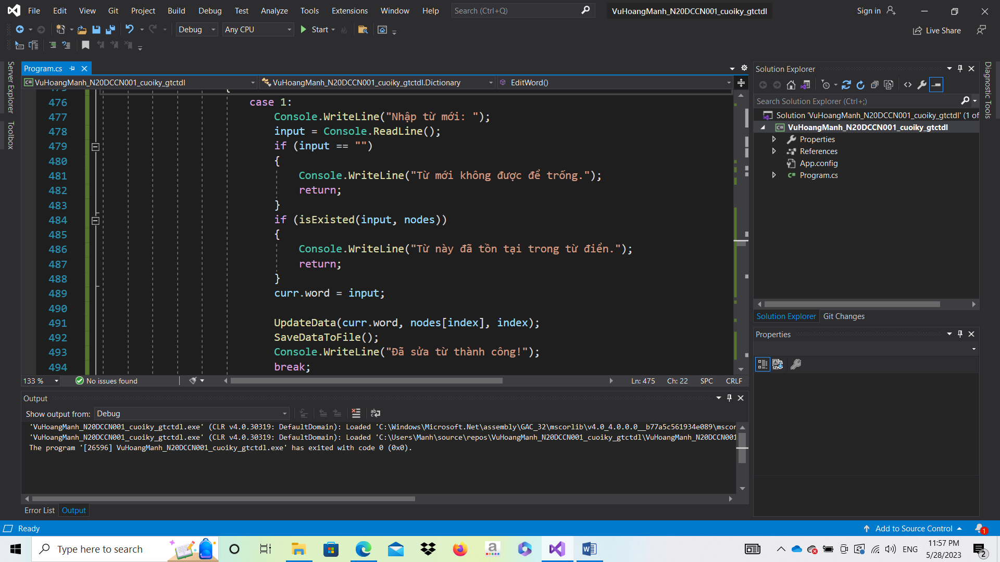 File Edit View Git Project Build Debug Test Analyze Tools Extensions Window Help Search (Ctrl+Q) VuHoangManh_N20DCCN001_cuoiky_gtctdl Sign in
Debug Any CPU Start Live Share
Server Explorer
Toolbox
Program.cs
VuHoangManh_N20DCCN001_cuoiky_gtctdl VuHoangManh_N20DCCN001_cuoiky_gtctdl.Dictionary EditWord()
476 case 1:
477 Console.WriteLine("Nhập từ mới: ");
478 input = Console.ReadLine();
479 if (input == "")
480 {
481 Console.WriteLine("Từ mới không được để trống.");
482 return;
483 }
484 if (isExisted(input, nodes))
485 {
486 Console.WriteLine("Từ này đã tồn tại trong từ điển.");
487 return;
488 }
489 curr.word = input;
490
491 UpdateData(curr.word, nodes[index], index);
492 SaveDataToFile();
493 Console.WriteLine("Đã sửa từ thành công!");
494 break;
133 % No issues found Ln: 475 Ch: 22 SPC CRLF
Output
Show output from: Debug
'VuHoangManh_N20DCCN001_cuoiky_gtctdl.exe' (CLR v4.0.30319: DefaultDomain): Loaded 'C:\Windows\Microsoft.Net\assembly\GAC_32\mscorlib\v4.0_4.0.0.0__b77a5c561934e089\mscor
'VuHoangManh_N20DCCN001_cuoiky_gtctdl.exe' (CLR v4.0.30319: DefaultDomain): Loaded 'C:\Users\Manh\source\repos\VuHoangManh_N20DCCN001_cuoiky_gtctdl\VuHoangManh_N20DCCN001
The program '[26596] VuHoangManh_N20DCCN001_cuoiky_gtctdl.exe' has exited with code 0 (0x0).
Error List Output
Solution Explorer
Search Solution Explorer (Ctrl+;)
Solution 'VuHoangManh_N20DCCN001_cuoiky_gtctdl' (1 of
VuHoangManh_N20DCCN001_cuoiky_gtctdl
Properties
References
App.config
Program.cs
Solution Explorer Git Changes
Properties
Diagnostic Tools
Ready Add to Source Control 1
Type here to search ENG 11:57 PM
5/28/2023 2